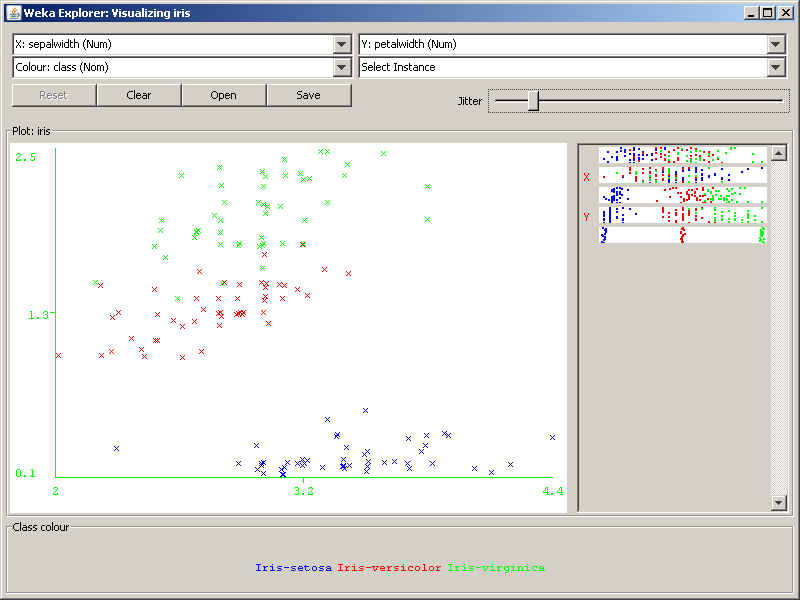 Weka Explorer: Visualizing iris
X: sepalwidth (Num)
Y: petalwidth (Num)
Colour: class (Nom)
Select Instance
Reset
Clear
Open
Save
Jitter
Plot: iris
2.5
1.3
0.1
2
3.2
4.4
X
Y
Class colour
Iris-setosa Iris-versicolor Iris-virginica